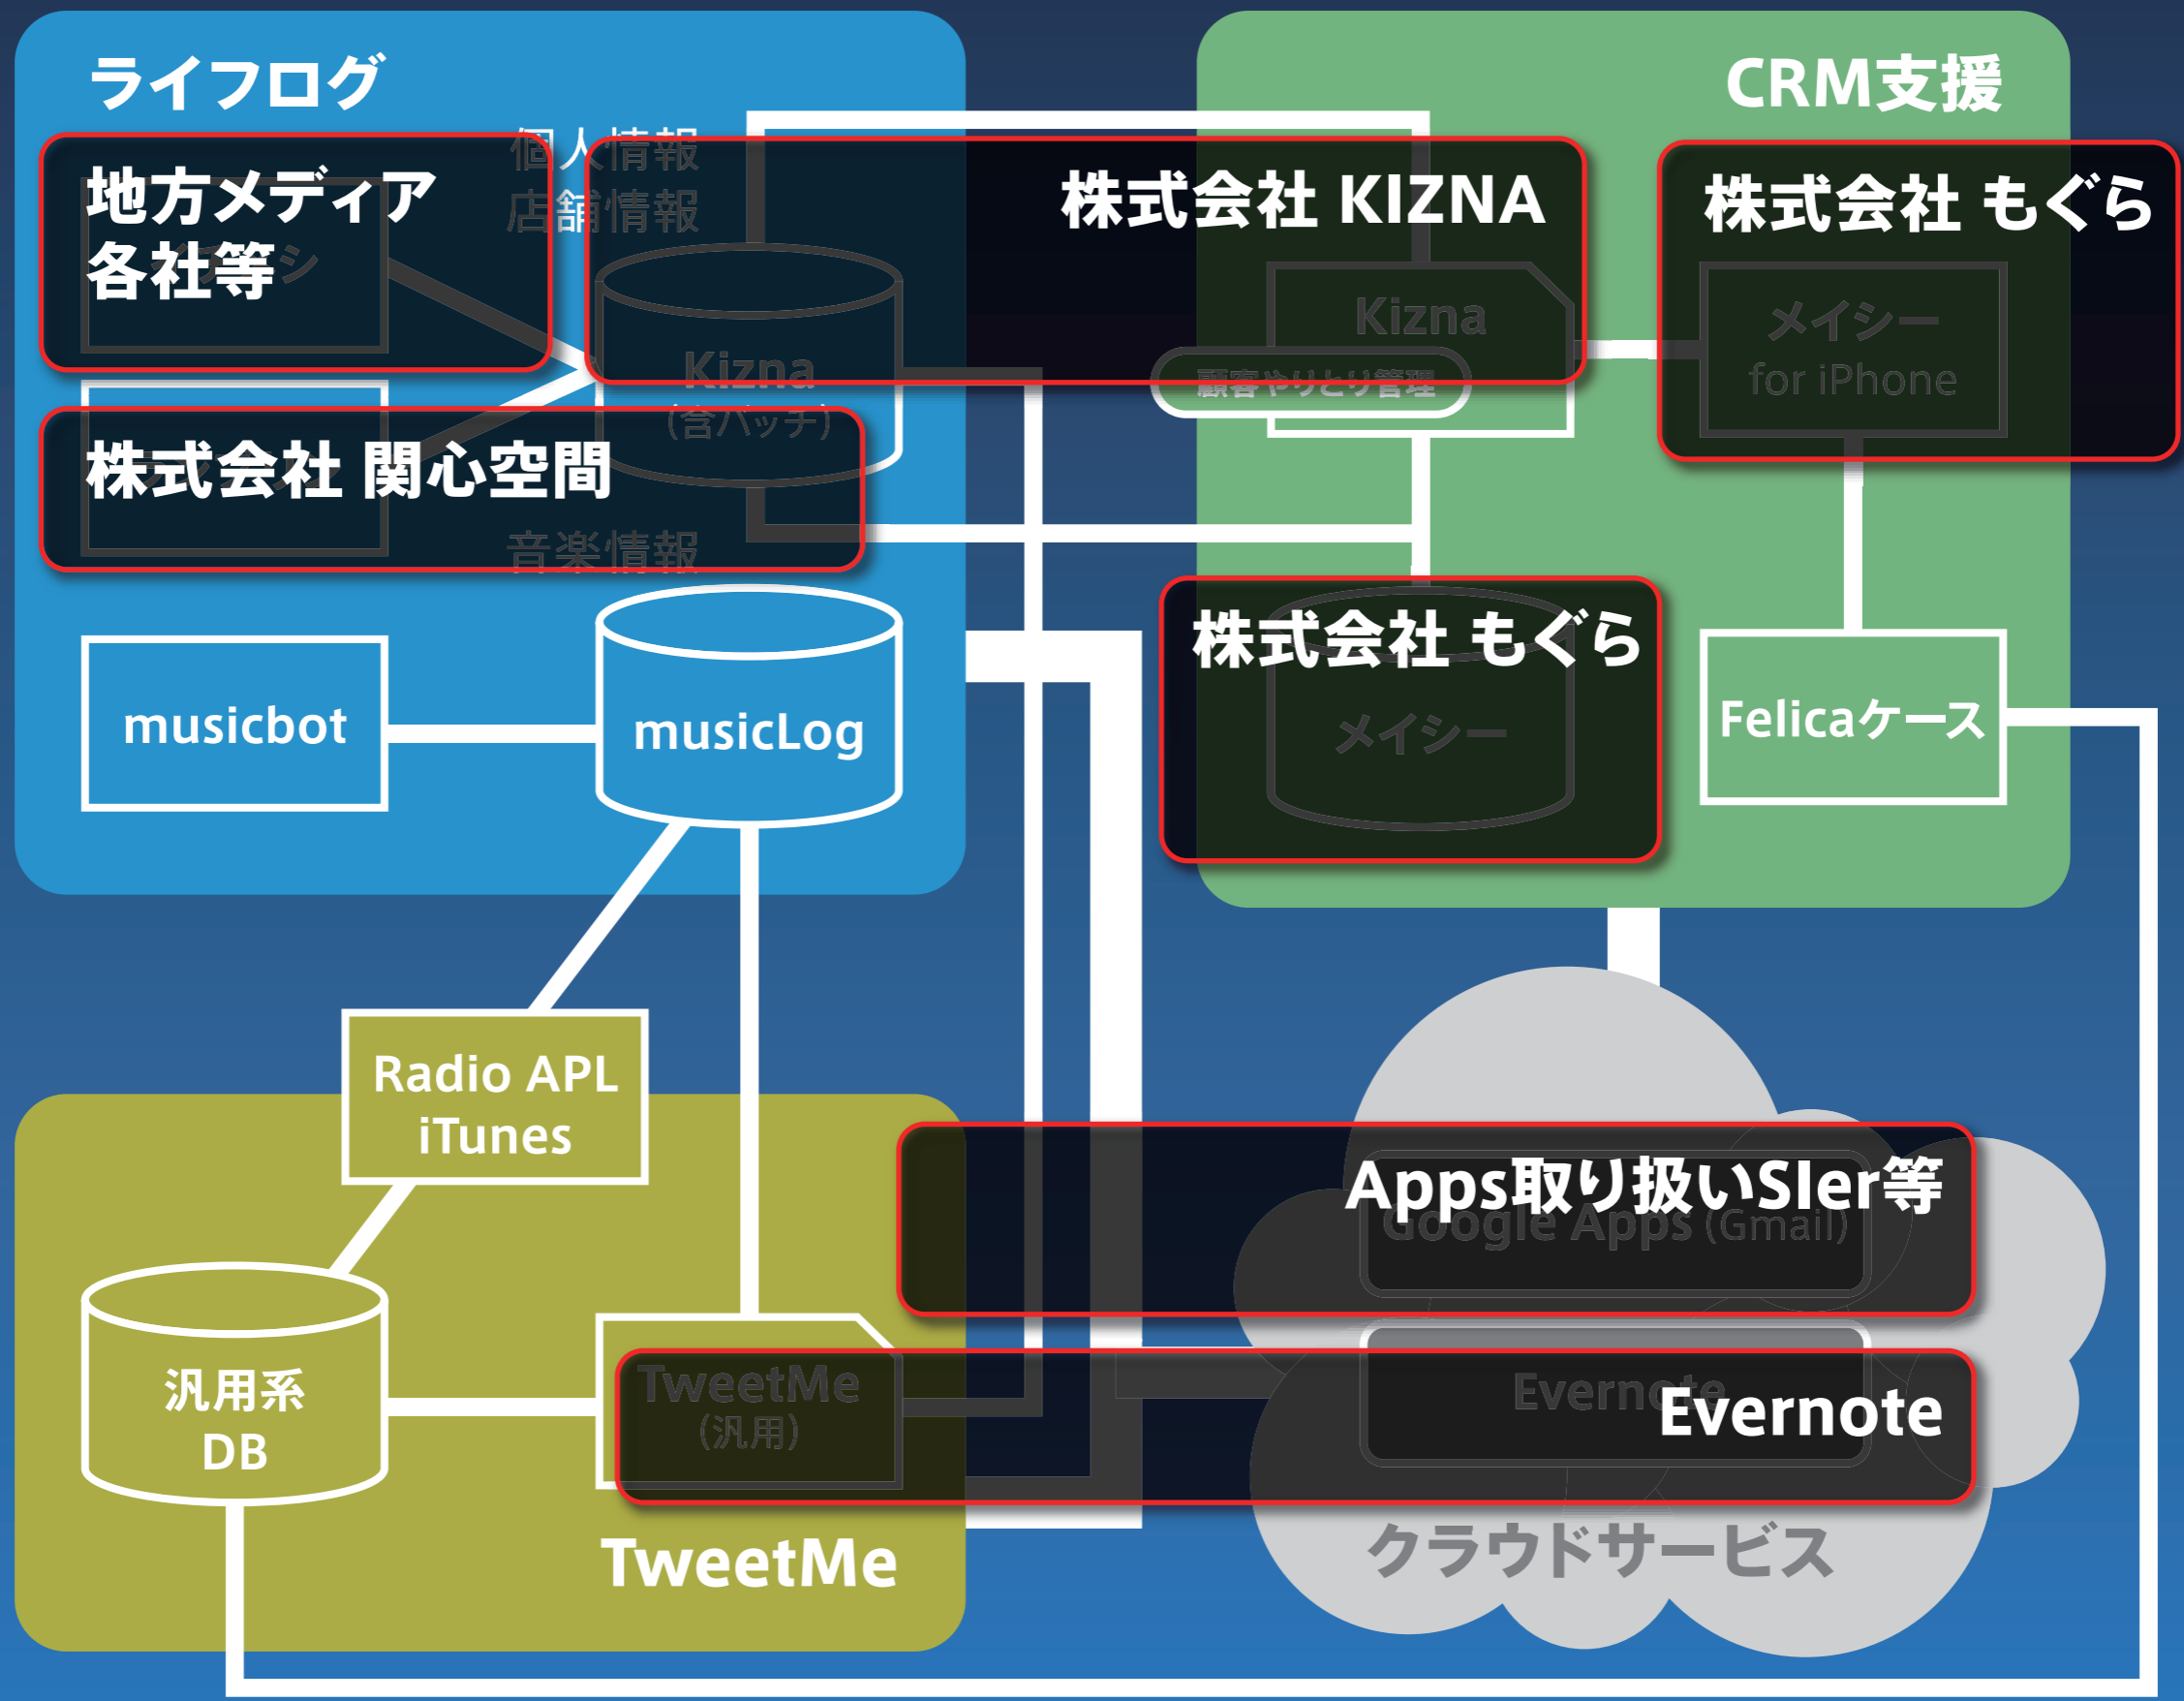 ライフログ
個人情報
店舗情報
地方メディア
各社等
Kizna
(含バッチ)
株式会社 関心空間
音楽情報
musicbot
musicLog
CRM支援
株式会社 KIZNA
Kizna
顧客やりとり管理
株式会社 もぐら
メイシー
for iPhone
株式会社 もぐら
メイシー
Felicaケース
Radio APL
iTunes
汎用系
DB
TweetMe
(汎用)
TweetMe
Apps取り扱いSIer等
Google Apps (Gmail)
Evernote
Evernote
クラウドサービス